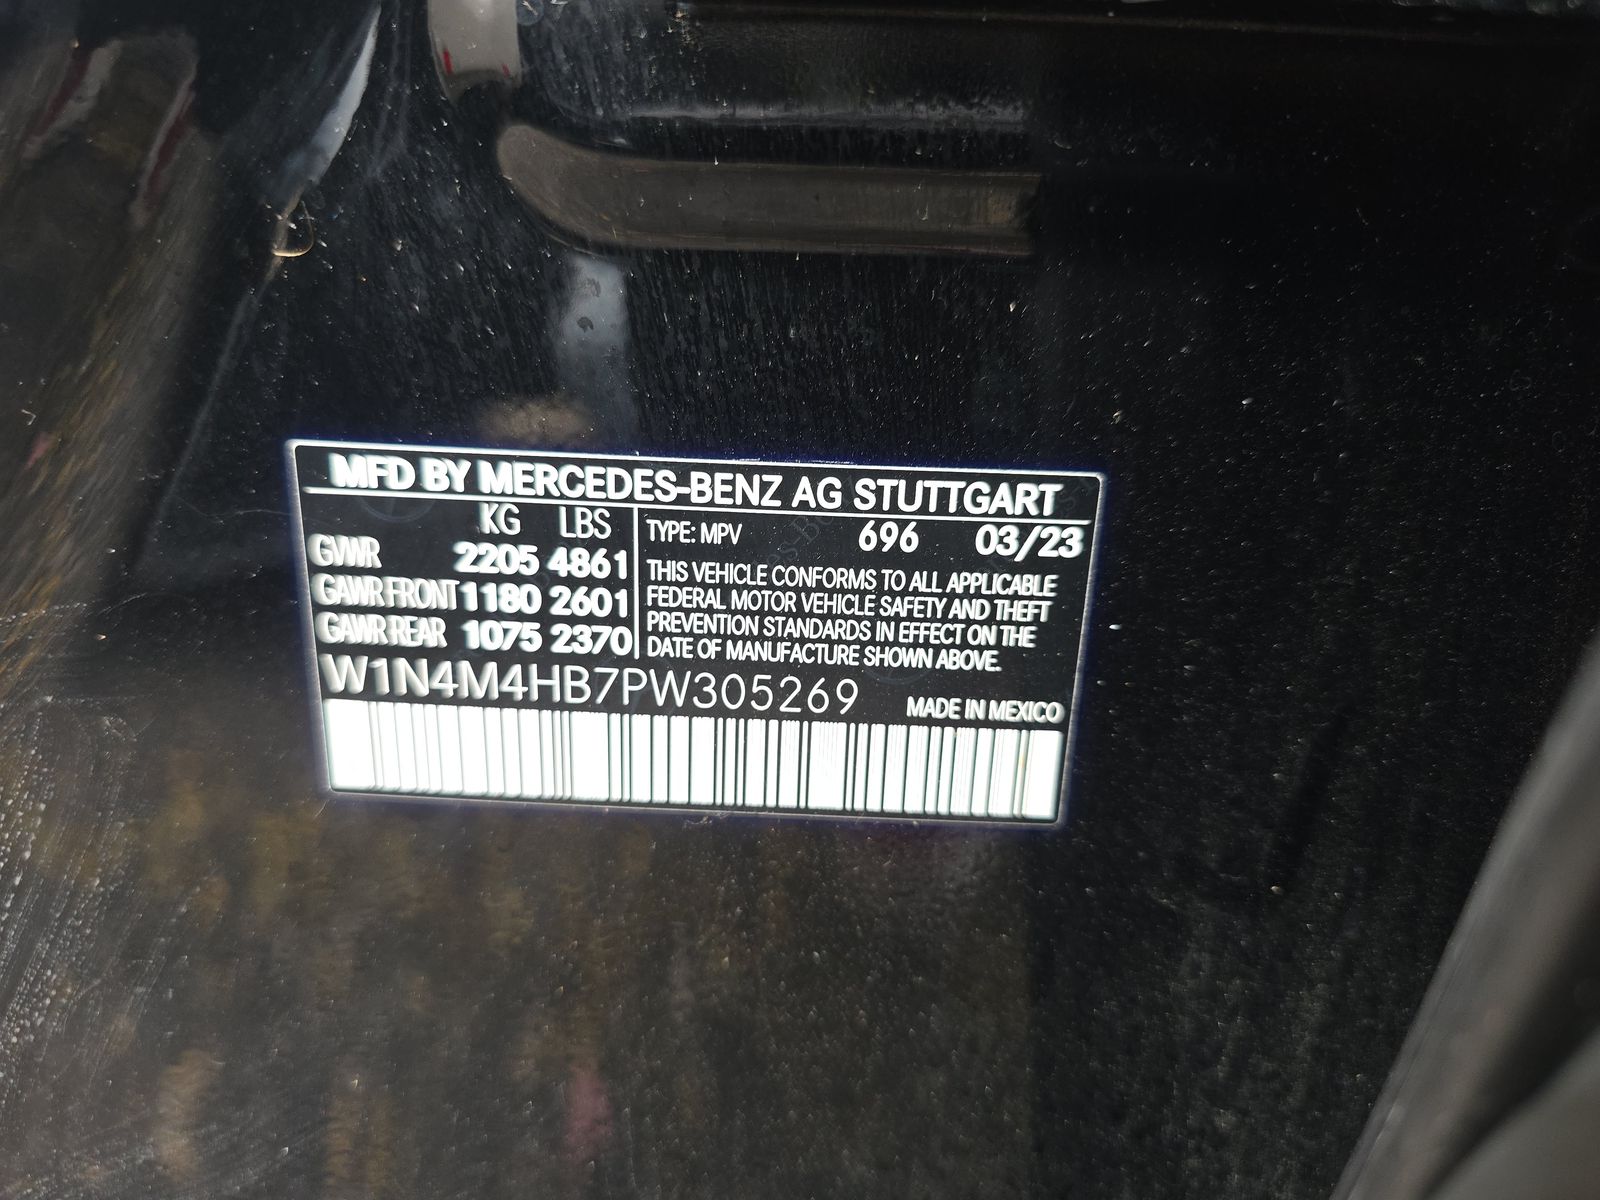 MFD BY MERCEDES-BENZ AG STUTTGART
KG LBS
GVWR 2205 4861
GAWR FRONT 1180 2601
GAWR REAR 1075 2370
TYPE: MPV 696 03/23
THIS VEHICLE CONFORMS TO ALL APPLICABLE
FEDERAL MOTOR VEHICLE SAFETY AND THEFT
PREVENTION STANDARDS IN EFFECT ON THE
DATE OF MANUFACTURE SHOWN ABOVE.
W1N4M4HB7PW305269
MADE IN MEXICO